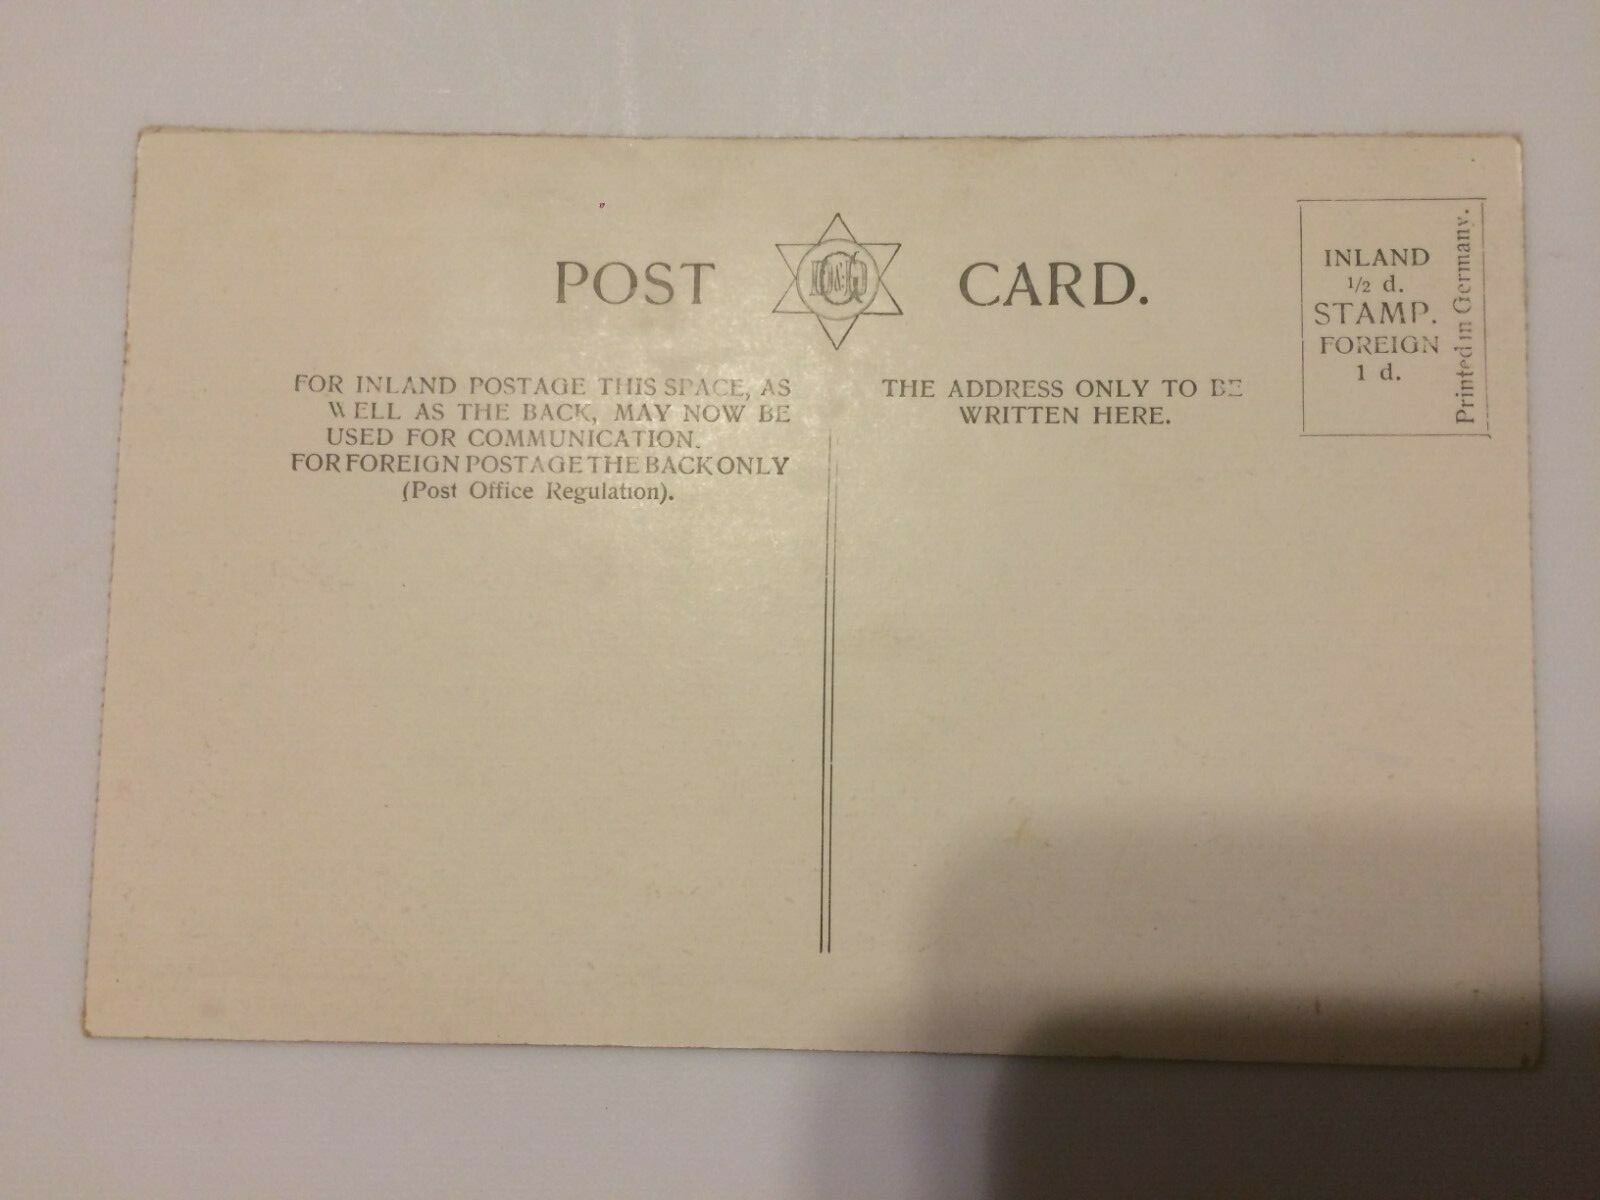 POST CARD.
FOR INLAND POSTAGE THIS SPACE, AS
WELL AS THE BACK, MAY NOW BE
USED FOR COMMUNICATION.
FOR FOREIGN POSTAGE THE BACK ONLY
(Post Office Regulation).
THE ADDRESS ONLY TO BE
WRITTEN HERE.
INLAND
1/2 d.
STAMP.
FOREIGN
1 d.
Printed in Germany.